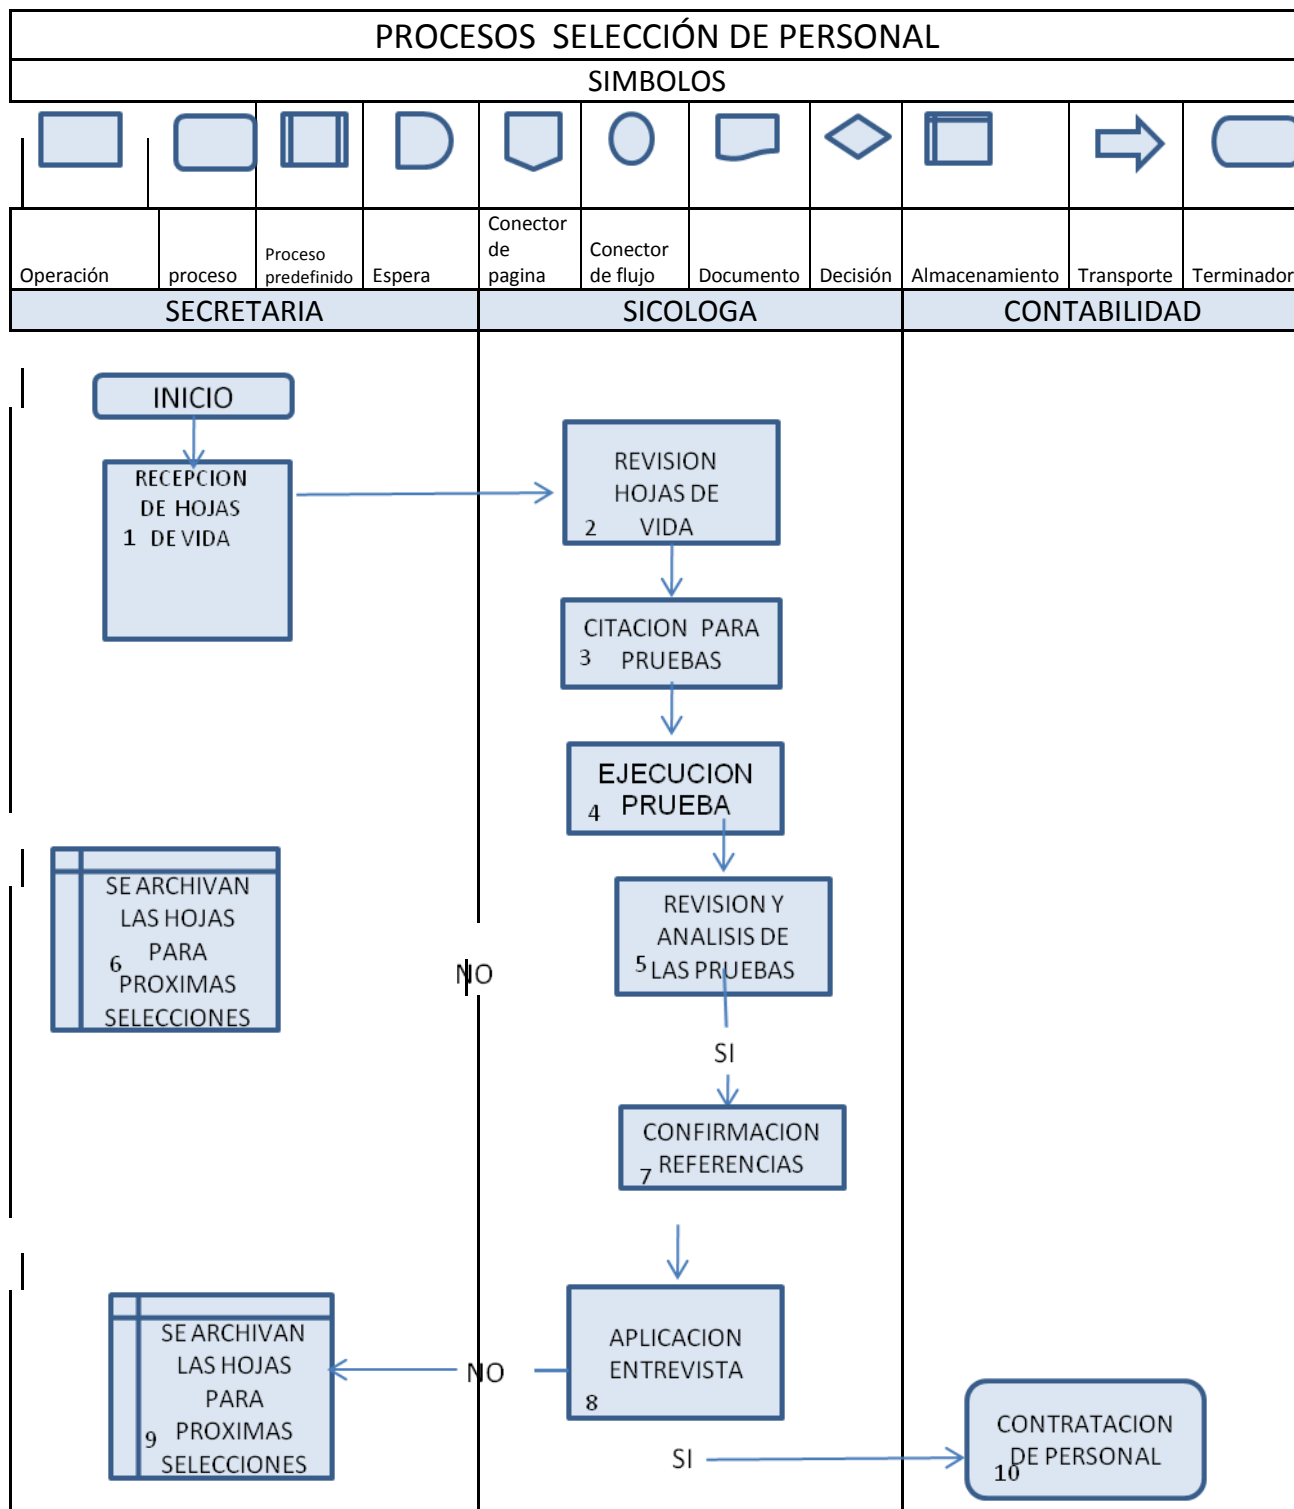 PROCESOS SELECCIÓN DE PERSONAL
SIMBOLOS
Operación
proceso
Proceso
predefinido
Espera
Conector
de
pagina
Conector
de flujo
Documento
Decisión
Almacenamiento
Transporte
Terminador
SECRETARIA
SICOLOGA
CONTABILIDAD
INICIO
RECEPCION
DE HOJAS
1 DE VIDA
REVISION
HOJAS DE
2 VIDA
CITACION PARA
3 PRUEBAS
EJECUCION
4 PRUEBA
REVISION Y
ANALISIS DE
5 LAS PRUEBAS
NO
SE ARCHIVAN
LAS HOJAS
PARA
6
PROXIMAS
SELECCIONES
SI
CONFIRMACION
7 REFERENCIAS
APLICACION
ENTREVISTA
8
NO
SE ARCHIVAN
LAS HOJAS
PARA
9 PROXIMAS
SELECCIONES
SI
CONTRATACION
10 DE PERSONAL